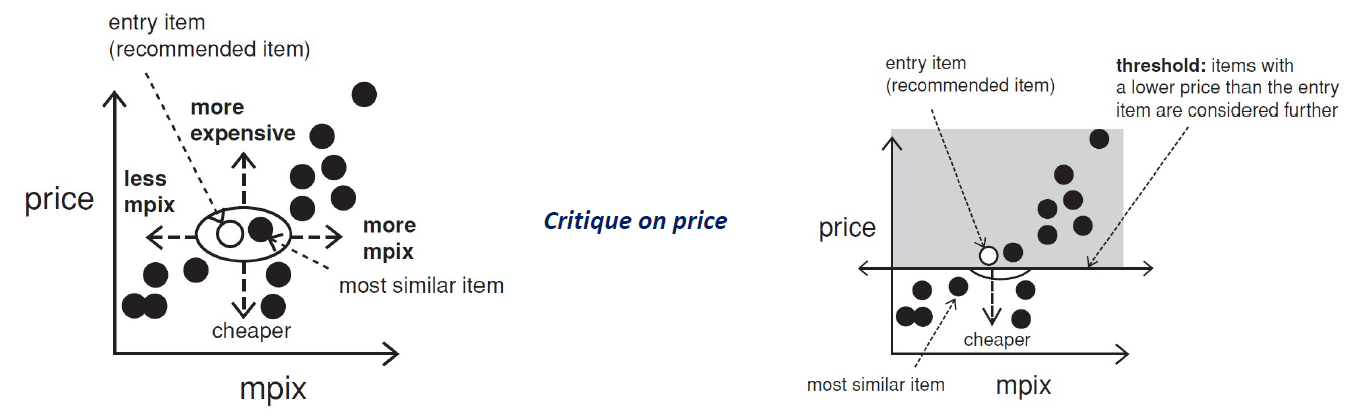 entry item
(recommended item)
more
expensive
less
mpix
price
more
mpix
most similar item
cheaper
mpix
Critique on price
entry item
(recommended item)
threshold: items with
a lower price than the entry
item are considered further
price
cheaper
most similar item
mpix